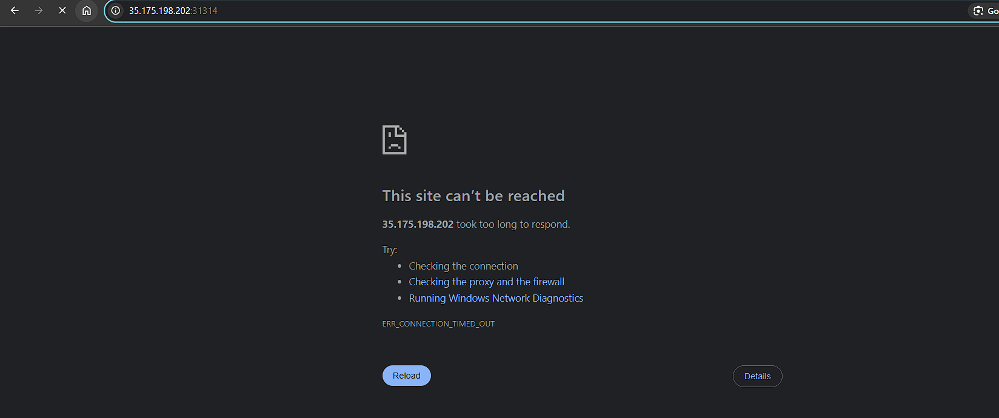 35.175.198.202:31314
Go
This site can’t be reached
35.175.198.202 took too long to respond.
Try:
• Checking the connection
• Checking the proxy and the firewall
• Running Windows Network Diagnostics
ERR_CONNECTION_TIMED_OUT
Reload
Details